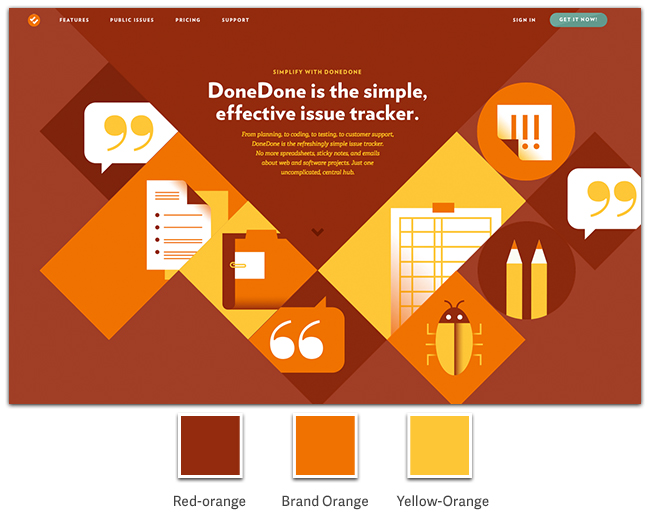 FEATURES PUBLIC ISSUES PRICING SUPPORT SIGN IN GET IT NOW!
SIMPLIFY WITH DONEDONE
DoneDone is the simple,
effective issue tracker.
From planning, to coding, to testing, to customer support,
DoneDone is the refreshingly simple issue tracker.
No more spreadsheets, sticky notes, and emails
about web and software projects. Just one
uncomplicated, central hub.
!!!
Red-orange Brand Orange Yellow-Orange